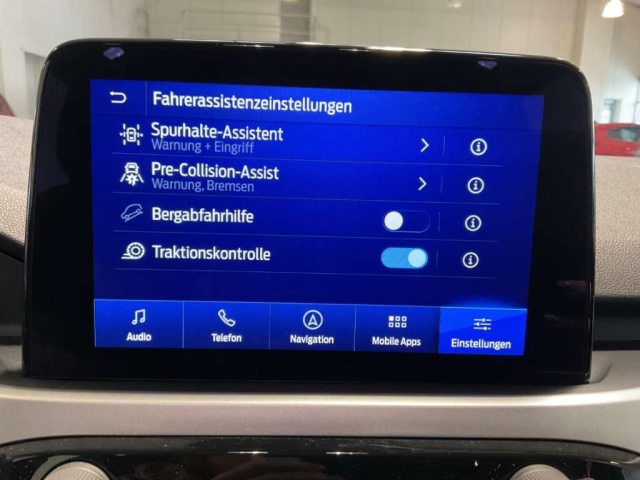 Fahrerassistenzeinstellungen
Spurhalte-Assistent
Warnung + Eingriff
Pre-Collision-Assist
Warnung, Bremsen
Bergabfahrhilfe
Traktionskontrolle
Audio
Telefon
Navigation
Mobile Apps
Einstellungen